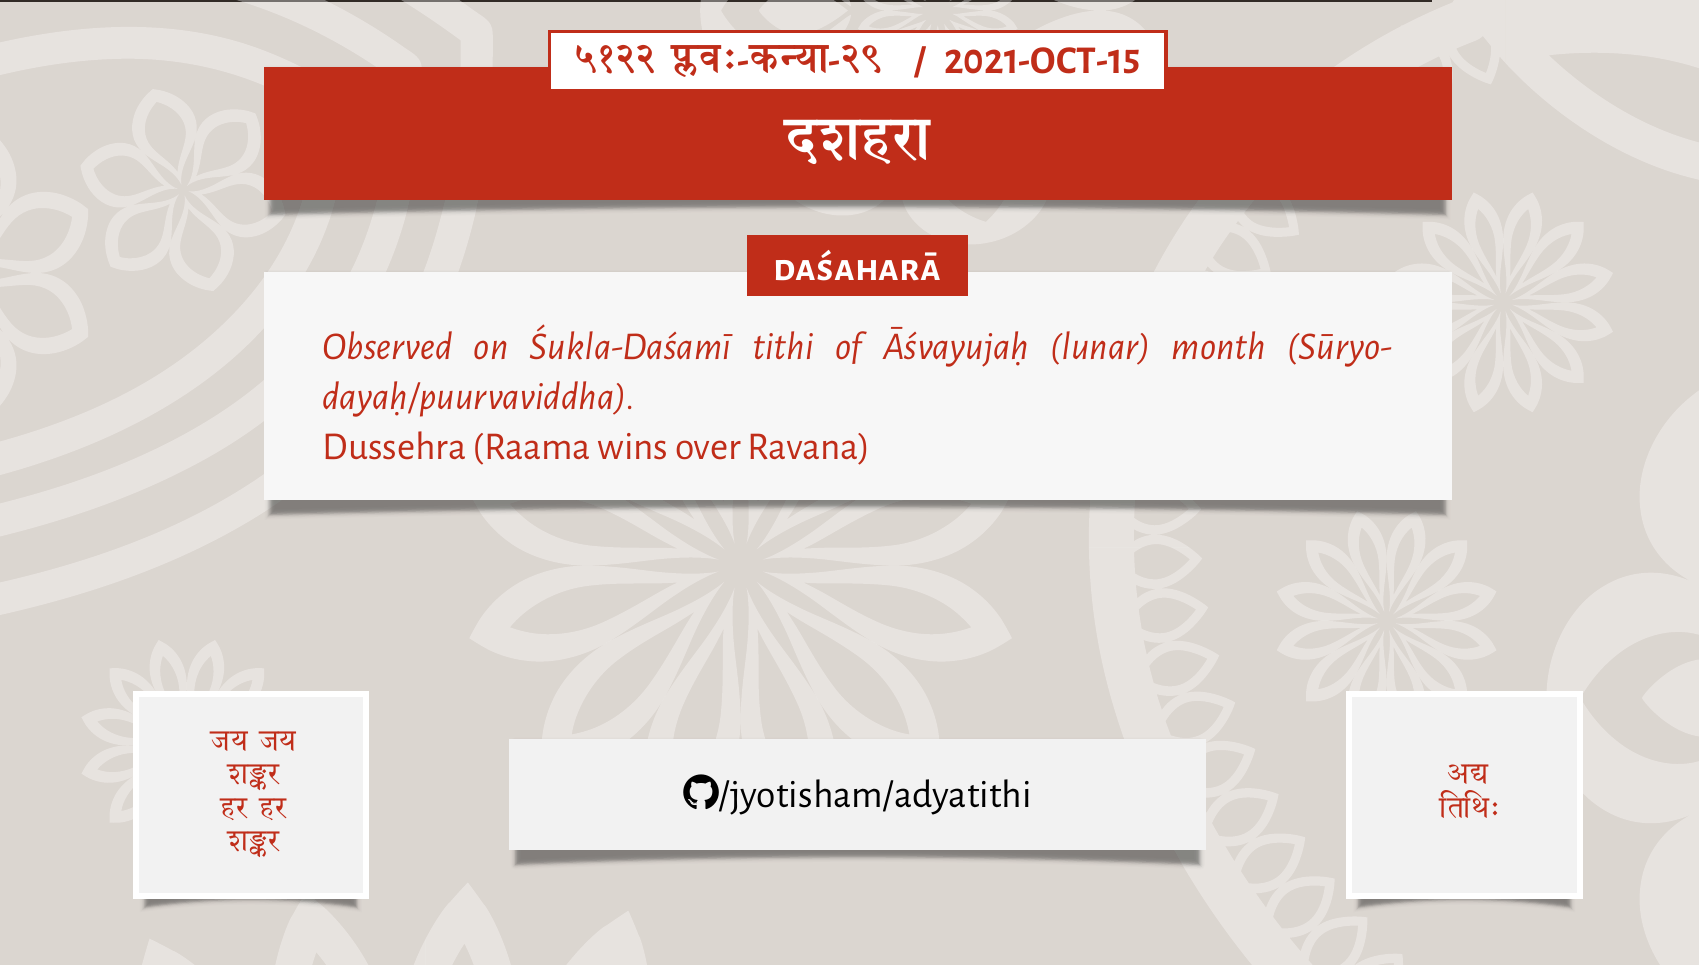 ५१२२ प्लवः-कन्या-२९ / 2021-OCT-15
दशहरा
DAŚAHARĀ
Observed on Śukla-Daśamī tithi of Āśvayujaḥ (lunar) month (Sūryo-
dayaḥ/puurvaviddha).
Dussehra (Raama wins over Ravana)
जय जय
शङ्कर
हर हर
शङ्कर
/jyotisham/adyatithi
अद्य
तिथिः